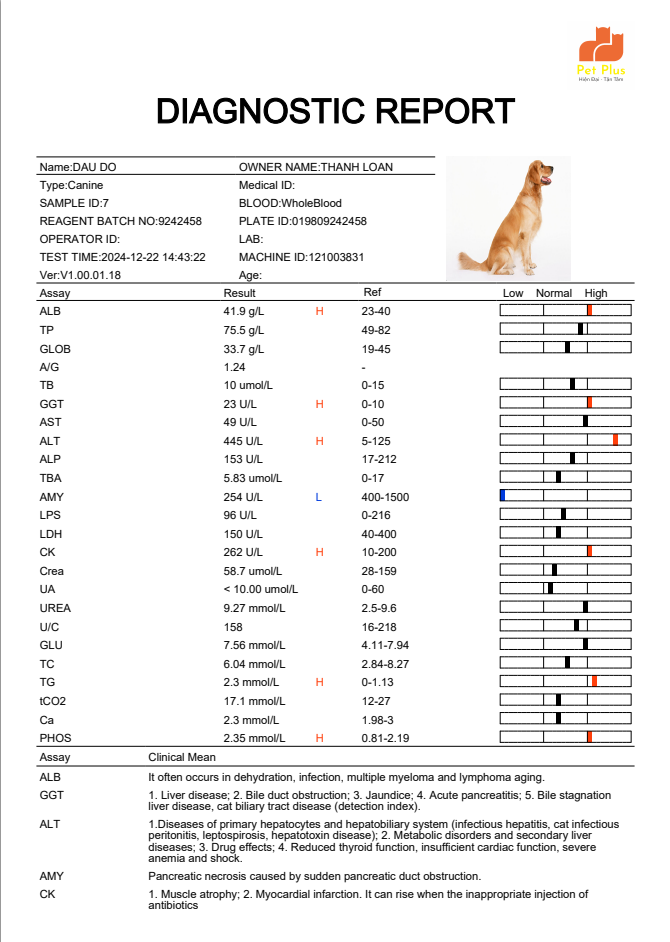 Pet Plus
Hiện Đại - Tận Tâm
DIAGNOSTIC REPORT
Name:DAU DO OWNER NAME:THANH LOAN
Type:Canine Medical ID:
SAMPLE ID:7 BLOOD:WholeBlood
REAGENT BATCH NO:9242458 PLATE ID:019809242458
OPERATOR ID: LAB:
TEST TIME:2024-12-22 14:43:22 MACHINE ID:121003831
Ver:V1.00.01.18 Age:
Assay Result Ref Low Normal High
ALB 41.9 g/L H 23-40
TP 75.5 g/L 49-82
GLOB 33.7 g/L 19-45
A/G 1.24 -
TB 10 umol/L 0-15
GGT 23 U/L H 0-10
AST 49 U/L 0-50
ALT 445 U/L H 5-125
ALP 153 U/L 17-212
TBA 5.83 umol/L 0-17
AMY 254 U/L L 400-1500
LPS 96 U/L 0-216
LDH 150 U/L 40-400
CK 262 U/L H 10-200
Crea 58.7 umol/L 28-159
UA < 10.00 umol/L 0-60
UREA 9.27 mmol/L 2.5-9.6
U/C 158 16-218
GLU 7.56 mmol/L 4.11-7.94
TC 6.04 mmol/L 2.84-8.27
TG 2.3 mmol/L H 0-1.13
tCO2 17.1 mmol/L 12-27
Ca 2.3 mmol/L 1.98-3
PHOS 2.35 mmol/L H 0.81-2.19
Assay Clinical Mean
ALB It often occurs in dehydration, infection, multiple myeloma and lymphoma aging.
GGT 1. Liver disease; 2. Bile duct obstruction; 3. Jaundice; 4. Acute pancreatitis; 5. Bile stagnation
liver disease, cat biliary tract disease (detection index).
ALT 1.Diseases of primary hepatocytes and hepatobiliary system (infectious hepatitis, cat infectious
peritonitis, leptospirosis, hepatotoxin disease); 2. Metabolic disorders and secondary liver
diseases; 3. Drug effects; 4. Reduced thyroid function, insufficient cardiac function, severe
anemia and shock.
AMY Pancreatic necrosis caused by sudden pancreatic duct obstruction.
CK 1. Muscle atrophy; 2. Myocardial infarction. It can rise when the inappropriate injection of
antibiotics